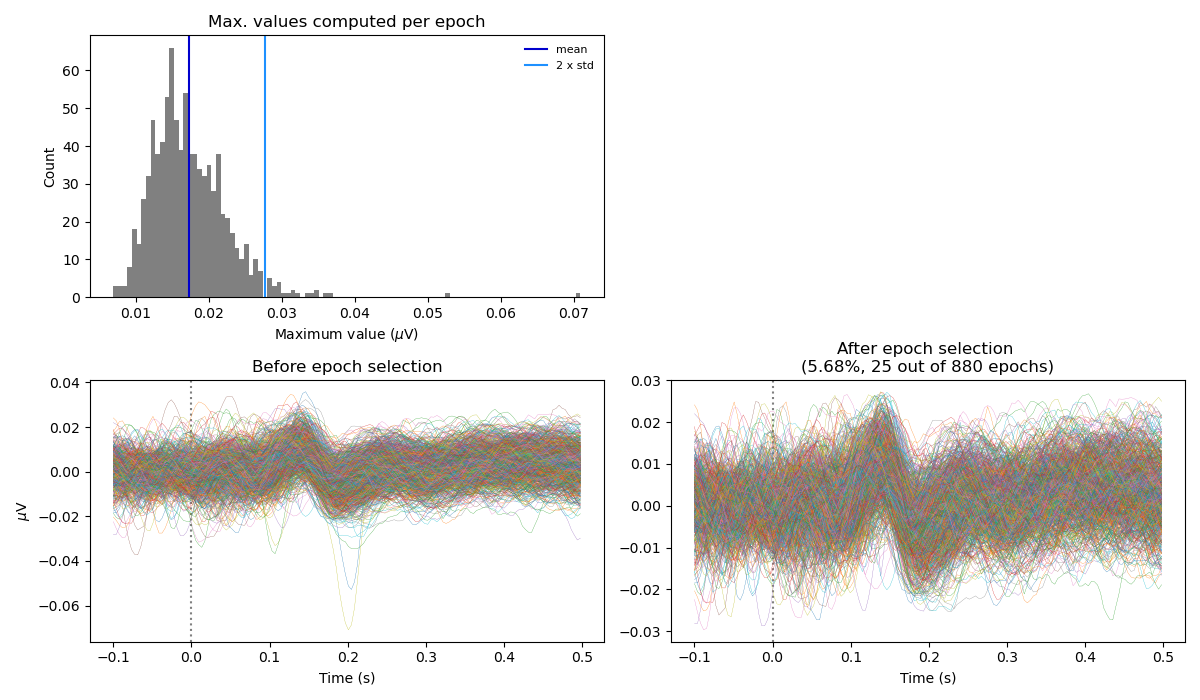 Max. values computed per epoch
mean
2 x std
Count
60
50
40
30
20
10
0
0.01 0.02 0.03 0.04 0.05 0.06 0.07
Maximum value (μV)
Before epoch selection
μV
0.04
0.02
0.00
−0.02
−0.04
−0.06
−0.1 0.0 0.1 0.2 0.3 0.4 0.5
Time (s)
After epoch selection
(5.68%, 25 out of 880 epochs)
0.03
0.02
0.01
0.00
−0.01
−0.02
−0.03
−0.1 0.0 0.1 0.2 0.3 0.4 0.5
Time (s)